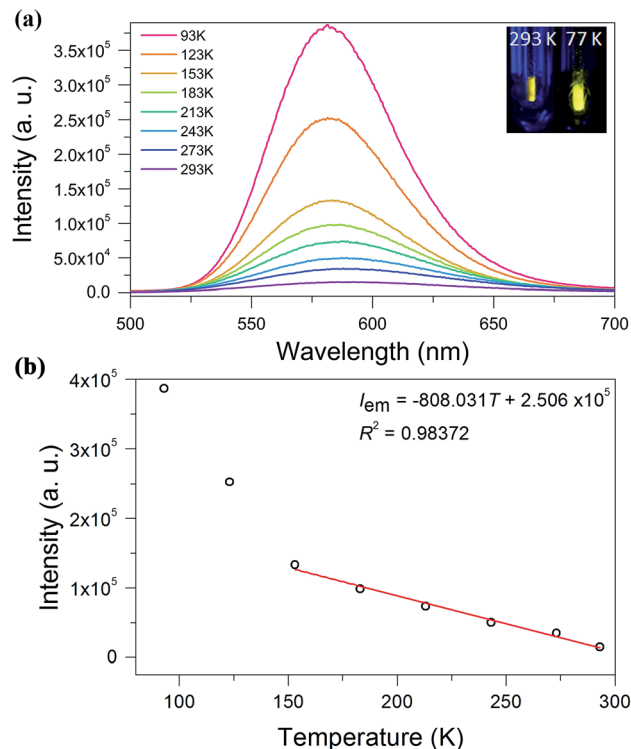 (a)
93K
123K
153K
183K
213K
243K
273K
293K
293 K 77 K
3.5x10⁵
3.0x10⁵
2.5x10⁵
2.0x10⁵
1.5x10⁵
1.0x10⁵
5.0x10⁴
0.0
Intensity (a. u.)
500 550 600 650 700
Wavelength (nm)
(b)
I_em = -808.031T + 2.506 x10⁵
R² = 0.98372
4x10⁵
3x10⁵
2x10⁵
1x10⁵
0
Intensity (a. u.)
100 150 200 250 300
Temperature (K)